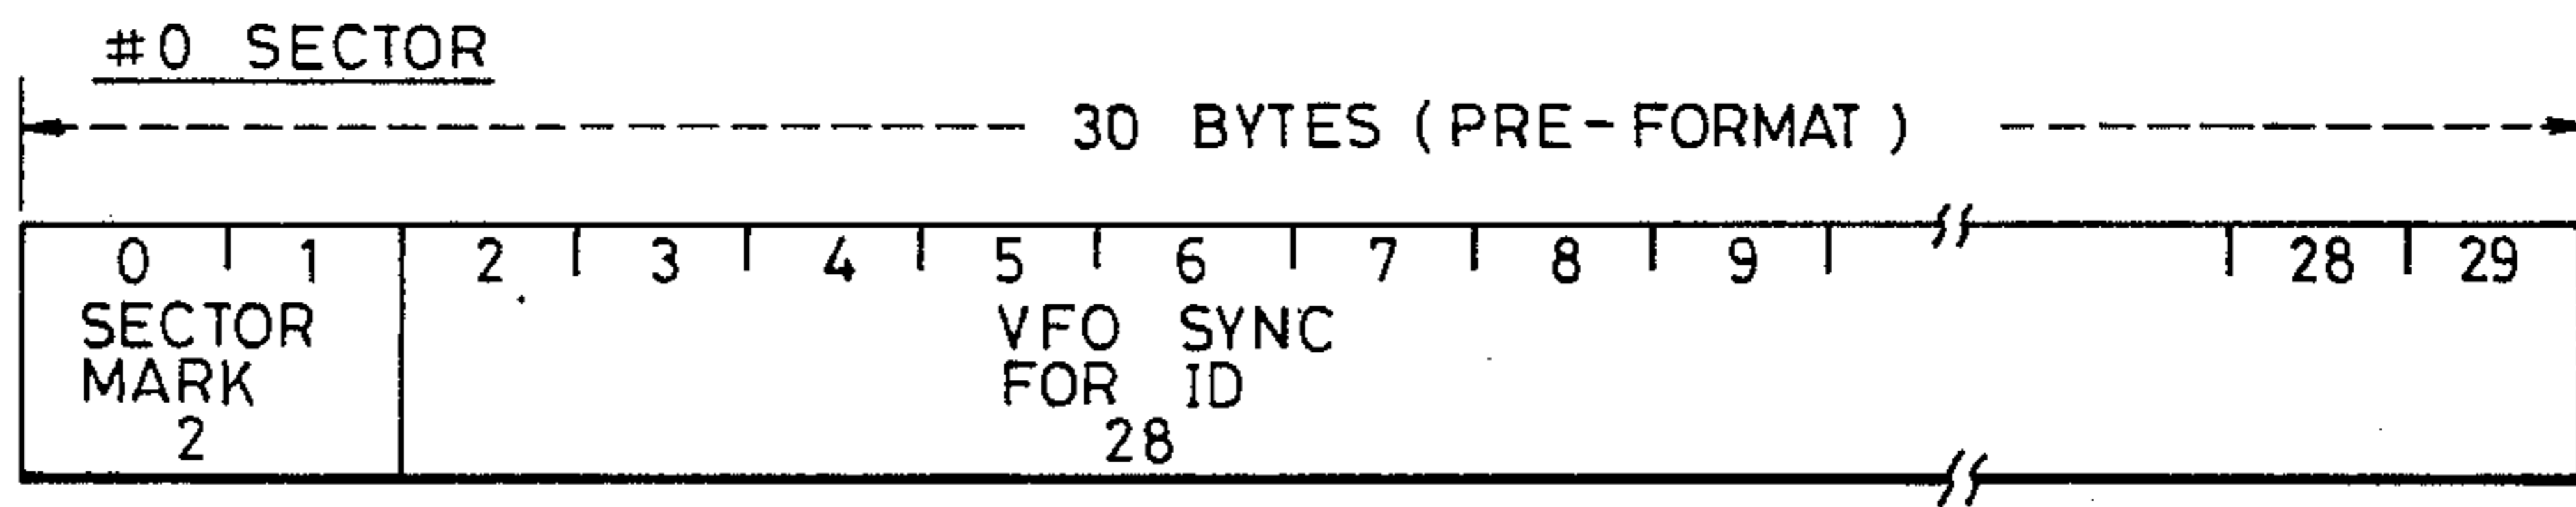 #0 SECTOR
30 BYTES (PRE-FORMAT)
0 1 2 3 4 5 6 7 8 9 28 29
SECTOR VFO SYNC
MARK FOR ID
2 28